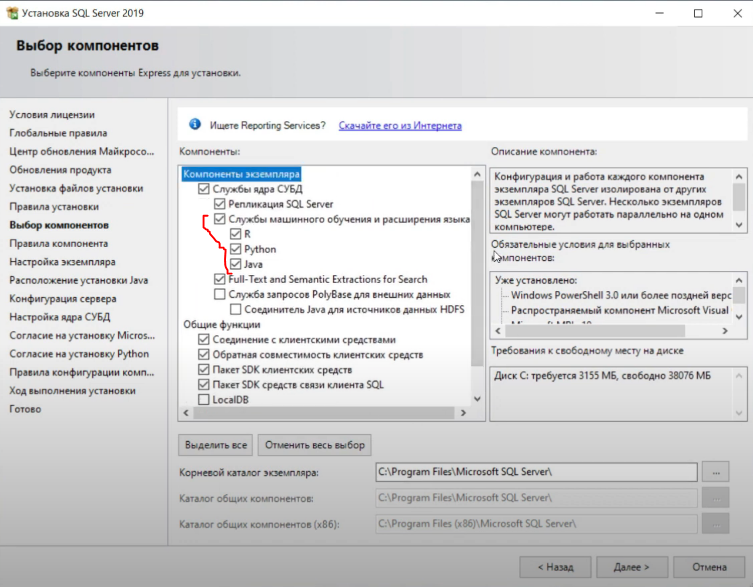 Установка SQL Server 2019
Выбор компонентов
Выберите компоненты Express для установки.
Условия лицензии
Глобальные правила
Центр обновления Майкросо...
Обновления продукта
Установка файлов установки
Правила установки
Выбор компонентов
Правила компонента
Настройка экземпляра
Расположение установки Java
Конфигурация сервера
Настройка ядра СУБД
Согласие на установку Micros...
Согласие на установку Python
Правила конфигурации комп...
Ход выполнения установки
Готово
Ищете Reporting Services? Скачайте его из Интернета
Компоненты:
Компоненты экземпляра
Службы ядра СУБД
Репликация SQL Server
Службы машинного обучения и расширения языка
R
Python
Java
Full-Text and Semantic Extractions for Search
Служба запросов PolyBase для внешних данных
Соединитель Java для источников данных HDFS
Общие функции
Соединение с клиентскими средствами
Обратная совместимость клиентских средств
Пакет SDK клиентских средств
Пакет SDK средств связи клиента SQL
LocalDB
Описание компонента:
Конфигурация и работа каждого компонента
экземпляра SQL Server изолирована от других
экземпляров SQL Server. Несколько экземпляров
SQL Server могут работать параллельно на одном
компьютере.
Обязательные условия для выбранных
компонентов:
Уже установлено:
Windows PowerShell 3.0 или более поздней верс
Распространяемый компонент Microsoft Visual
Требования к свободному месту на диске
Диск C: требуется 3155 МБ, свободно 38076 МБ
Выделить все
Отменить весь выбор
Корневой каталог экземпляра:
C:\Program Files\Microsoft SQL Server\
...
Каталог общих компонентов:
C:\Program Files\Microsoft SQL Server\
...
Каталог общих компонентов (x86):
C:\Program Files (x86)\Microsoft SQL Server\
...
< Назад
Далее >
Отмена